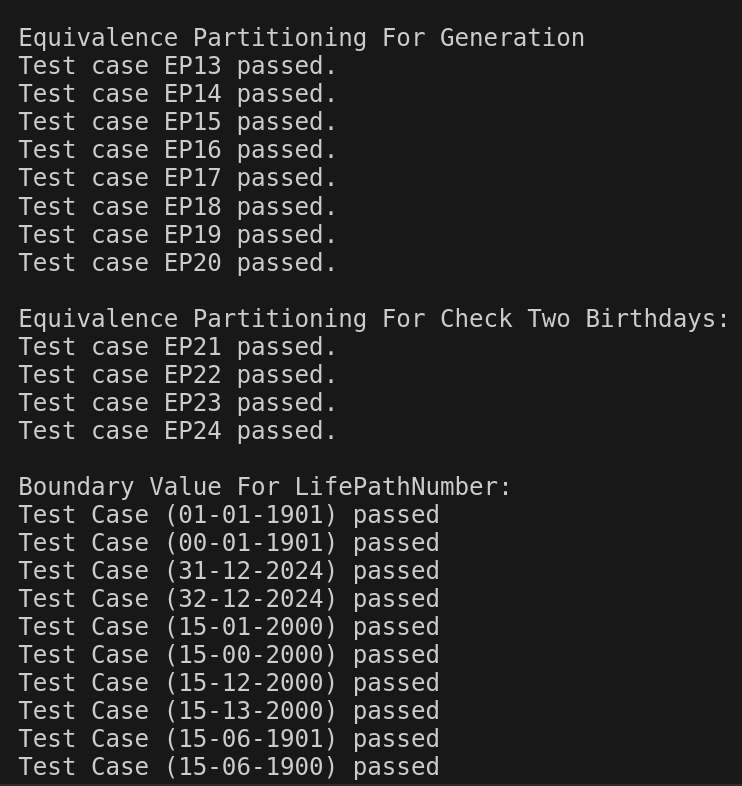 Equivalence Partitioning For Generation
Test case EP13 passed.
Test case EP14 passed.
Test case EP15 passed.
Test case EP16 passed.
Test case EP17 passed.
Test case EP18 passed.
Test case EP19 passed.
Test case EP20 passed.
Equivalence Partitioning For Check Two Birthdays:
Test case EP21 passed.
Test case EP22 passed.
Test case EP23 passed.
Test case EP24 passed.
Boundary Value For LifePathNumber:
Test Case (01-01-1901) passed
Test Case (00-01-1901) passed
Test Case (31-12-2024) passed
Test Case (32-12-2024) passed
Test Case (15-01-2000) passed
Test Case (15-00-2000) passed
Test Case (15-12-2000) passed
Test Case (15-13-2000) passed
Test Case (15-06-1901) passed
Test Case (15-06-1900) passed